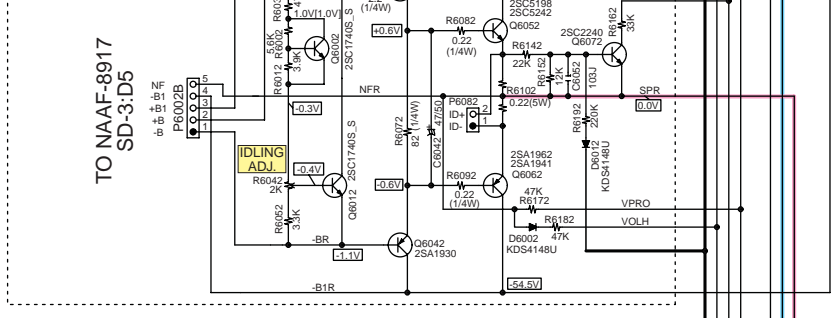 TO NAAF-8917
SD-3:D5
P6002B
NF
-B1
+B1
+B
-B
5
4
3
2
1
1.0V[1.0V]
R6002
5.6K
R6012
3.9K
Q6002
2SC1740S_S
-0.3V
IDLING
ADJ.
R6042
2K
-0.4V
2SC1740S_S
Q6012
R6052
3.3K
-BR
-1.1V
-B1R
NFR
(1/4W)
+0.6V
R6072
82 (1/4W)
C6042
47/50
-0.6V
Q6042
2SA1930
R6082
0.22
(1/4W)
2SC5198
2SC5242
Q6052
R6142
22K
P6082
ID+
ID-
2
1
R6102
0.22(5W)
R6092
0.22
(1/4W)
2SA1962
2SA1941
Q6062
-54.5V
2SC2240
Q6072
R6162
33K
R6152
12K
C6052
103J
SPR
0.0V
R6192
220K
D6012
KDS4148U
47K
R6172
VPRO
R6182
47K
VOLH
D6002
KDS4148U